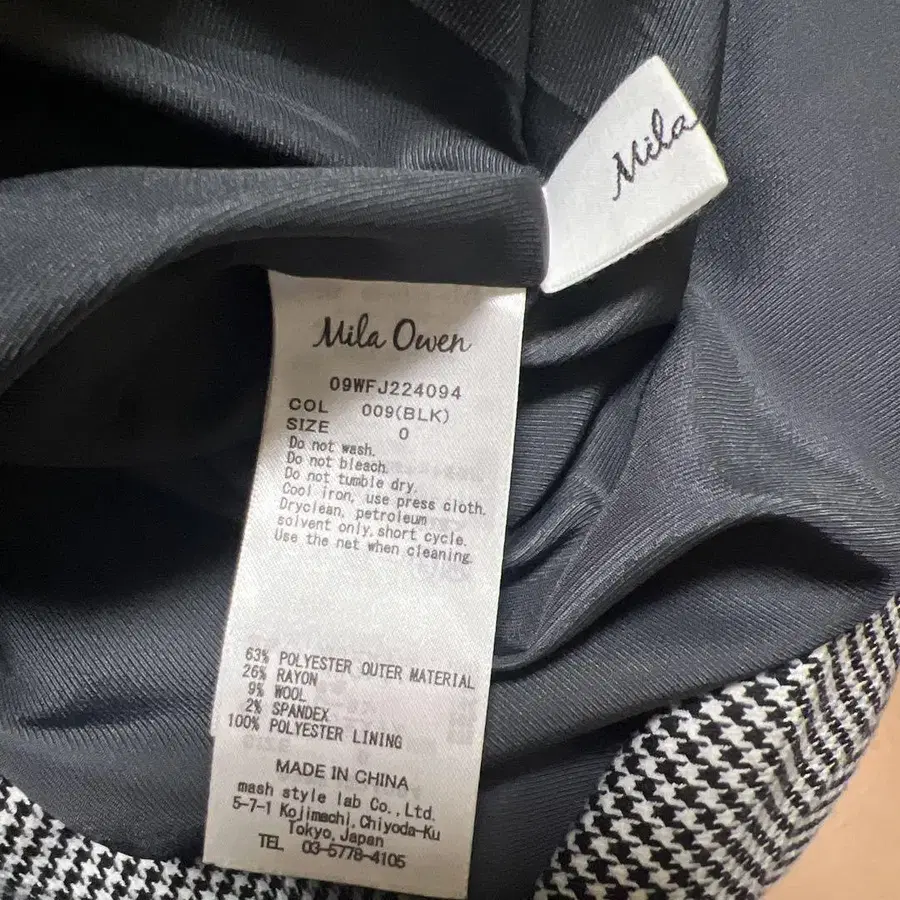 Mila
Mila Owen
09WFJ224094
COL 009(BLK)
SIZE 0
Do not wash.
Do not bleach.
Do not tumble dry.
Cool iron, use press cloth.
Dryclean, petroleum
solvent only,short cycle.
Use the net when cleaning.
63% POLYESTER OUTER MATERIAL
26% RAYON
9% WOOL
2% SPANDEX
100% POLYESTER LINING
MADE IN CHINA
mash style lab Co.,Ltd.
5-7-1 Kojimachi,Chiyoda-Ku
Tokyo,Japan
TEL 03-5778-4105